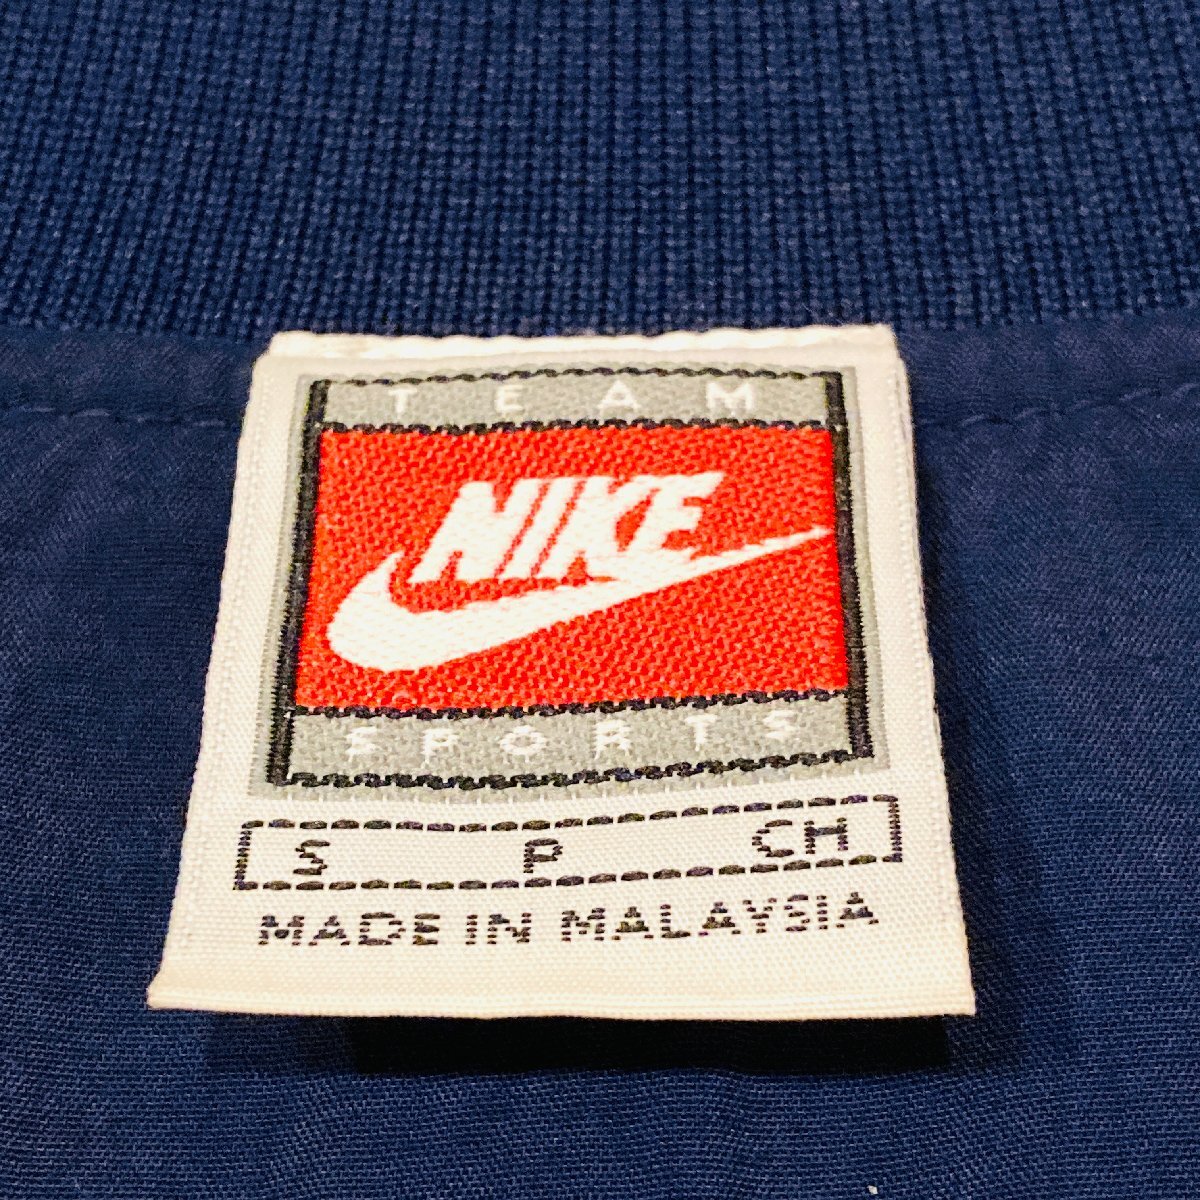 TEAM
NIKE
SPORTS
S P CH
MADE IN MALAYSIA